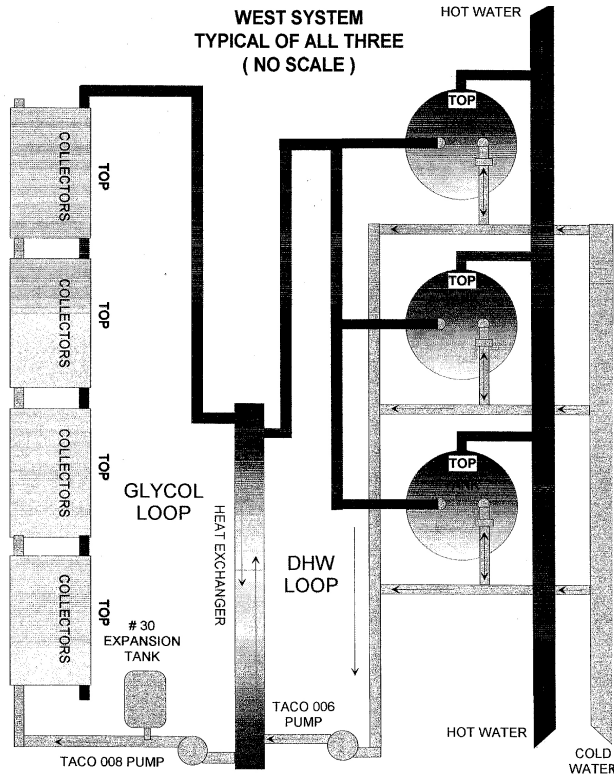 WEST SYSTEM
TYPICAL OF ALL THREE
( NO SCALE )
HOT WATER
TOP
COLLECTORS
TOP
COLLECTORS
TOP
TOP
COLLECTORS
TOP
TOP
COLLECTORS
TOP
GLYCOL
LOOP
HEAT EXCHANGER
DHW
LOOP
# 30
EXPANSION
TANK
TACO 006
PUMP
TACO 008 PUMP
HOT WATER
COLD
WATER